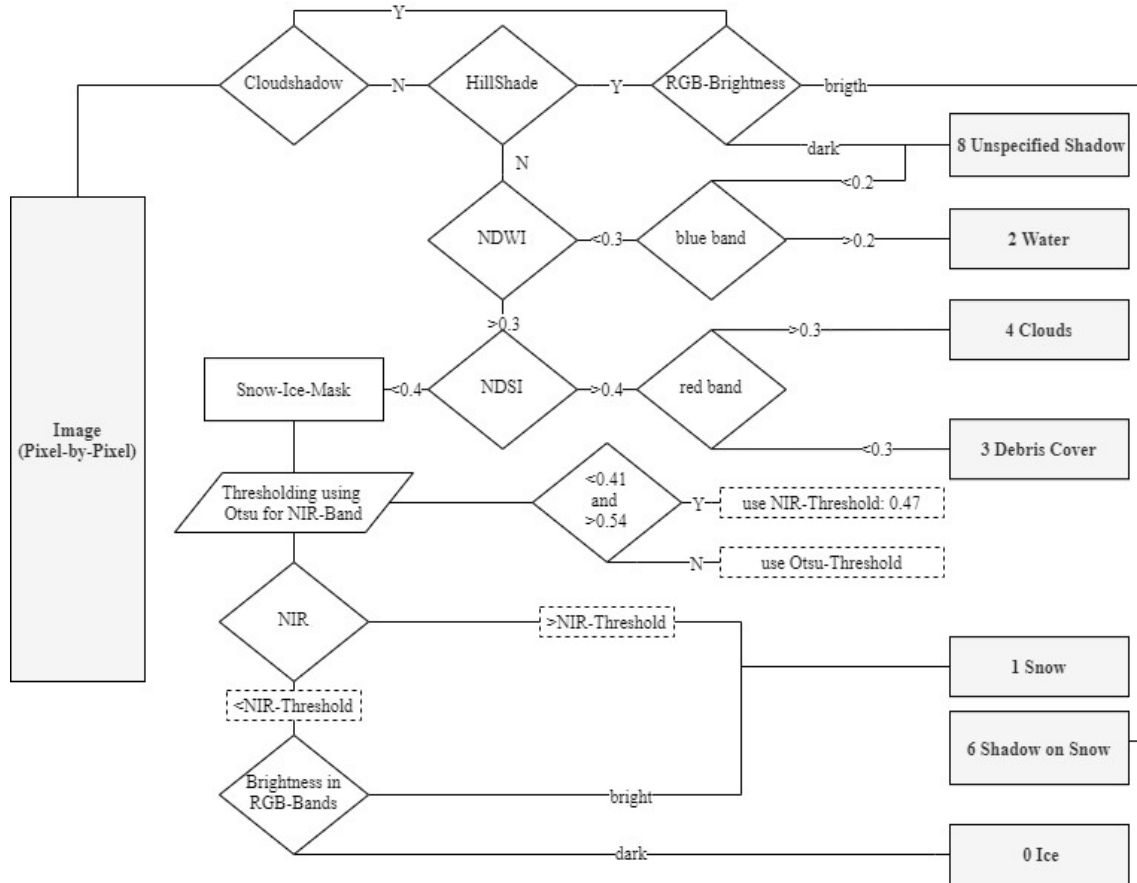 Y
Cloudshadow
N
HillShade
Y
RGB-Brightness
brigth
dark
8 Unspecified Shadow
N
<0.2
NDWI
<0.3
blue band
>0.2
2 Water
>0.3
>0.3
4 Clouds
Snow-Ice-Mask
<0.4
NDSI
>0.4
red band
Image
(Pixel-by-Pixel)
<0.3
3 Debris Cover
Thresholding using
Otsu for NIR-Band
<0.41
and
>0.54
Y
use NIR-Threshold: 0.47
N
use Otsu-Threshold
NIR
>NIR-Threshold
1 Snow
<NIR-Threshold
6 Shadow on Snow
Brightness in
RGB-Bands
bright
dark
0 Ice